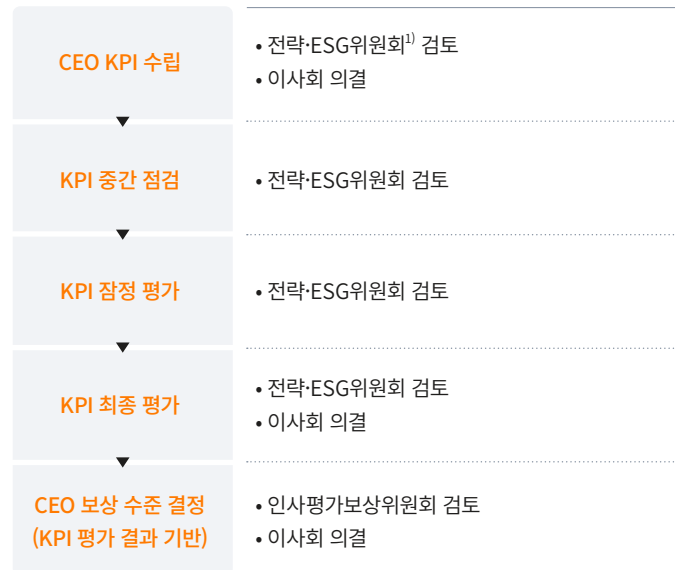 CEO KPI 수립
• 전략·ESG위원회1) 검토
• 이사회 의결
KPI 중간 점검
• 전략·ESG위원회 검토
KPI 잠정 평가
• 전략·ESG위원회 검토
KPI 최종 평가
• 전략·ESG위원회 검토
• 이사회 의결
CEO 보상 수준 결정
(KPI 평가 결과 기반)
• 인사평가보상위원회 검토
• 이사회 의결